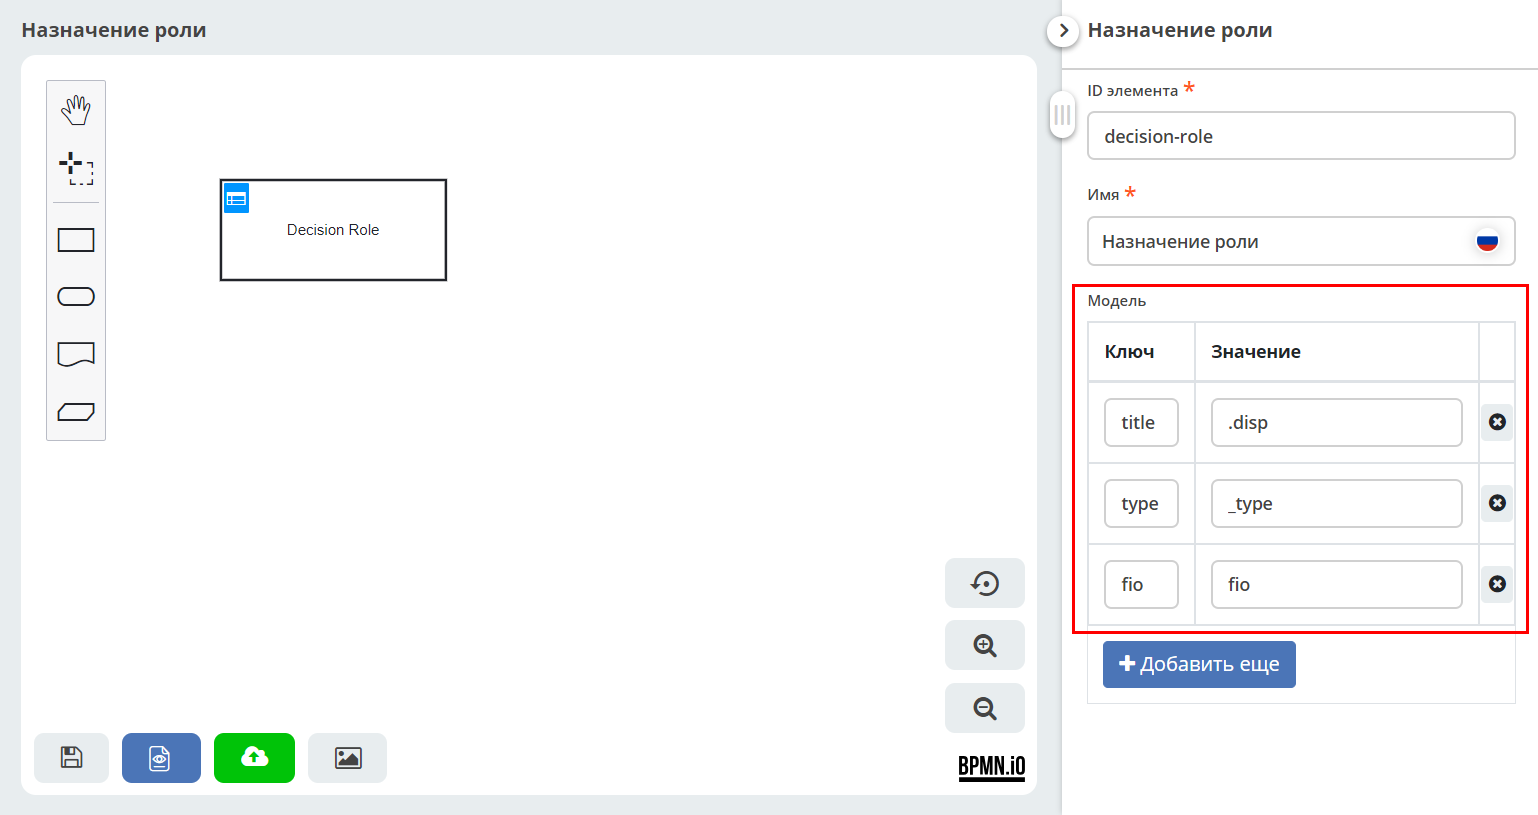 Назначение роли
Decision Role
BPMN.iO
Назначение роли
ID элемента *
decision-role
Имя *
Назначение роли
Модель
Ключ Значение
title .disp
type _type
fio fio
Добавить еще